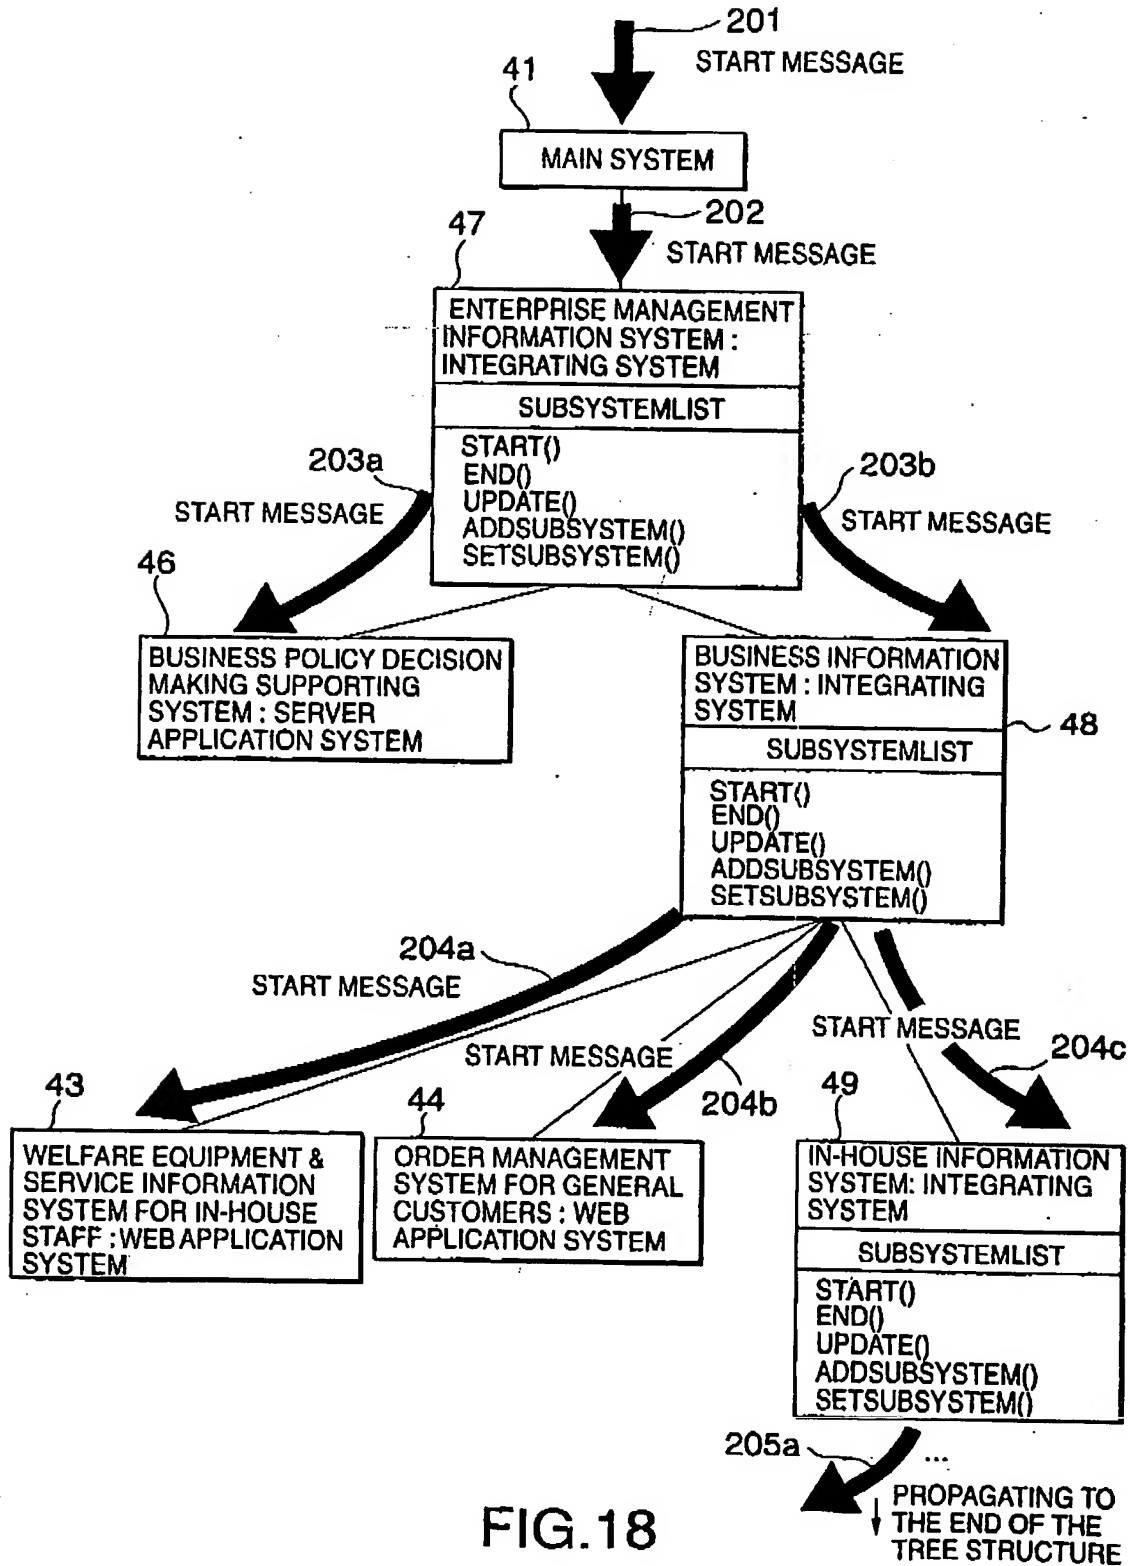 201
START MESSAGE
41
MAIN SYSTEM
202
START MESSAGE
47
ENTERPRISE MANAGEMENT
INFORMATION SYSTEM :
INTEGRATING SYSTEM
SUBSYSTEMLIST
START()
END()
UPDATE()
ADDSUBSYSTEM()
SETSUBSYSTEM()
203a
START MESSAGE
203b
START MESSAGE
46
BUSINESS POLICY DECISION
MAKING SUPPORTING
SYSTEM : SERVER
APPLICATION SYSTEM
BUSINESS INFORMATION
SYSTEM : INTEGRATING
SYSTEM
48
SUBSYSTEMLIST
START()
END()
UPDATE()
ADDSUBSYSTEM()
SETSUBSYSTEM()
204a
START MESSAGE
START MESSAGE
204b
START MESSAGE
204c
43
WELFARE EQUIPMENT &
SERVICE INFORMATION
SYSTEM FOR IN-HOUSE
STAFF : WEB APPLICATION
SYSTEM
44
ORDER MANAGEMENT
SYSTEM FOR GENERAL
CUSTOMERS : WEB
APPLICATION SYSTEM
49
IN-HOUSE INFORMATION
SYSTEM: INTEGRATING
SYSTEM
SUBSYSTEMLIST
START()
END()
UPDATE()
ADDSUBSYSTEM()
SETSUBSYSTEM()
205a
...
PROPAGATING TO
THE END OF THE
TREE STRUCTURE
FIG.18